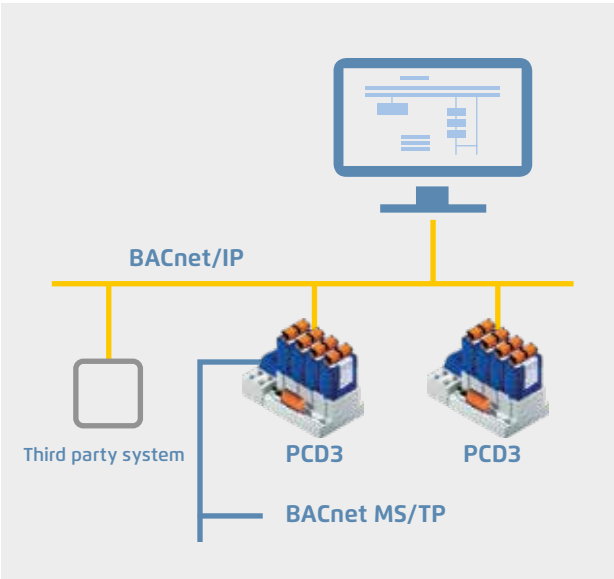 BACnet/IP
Third party system
PCD3
PCD3
BACnet MS/TP